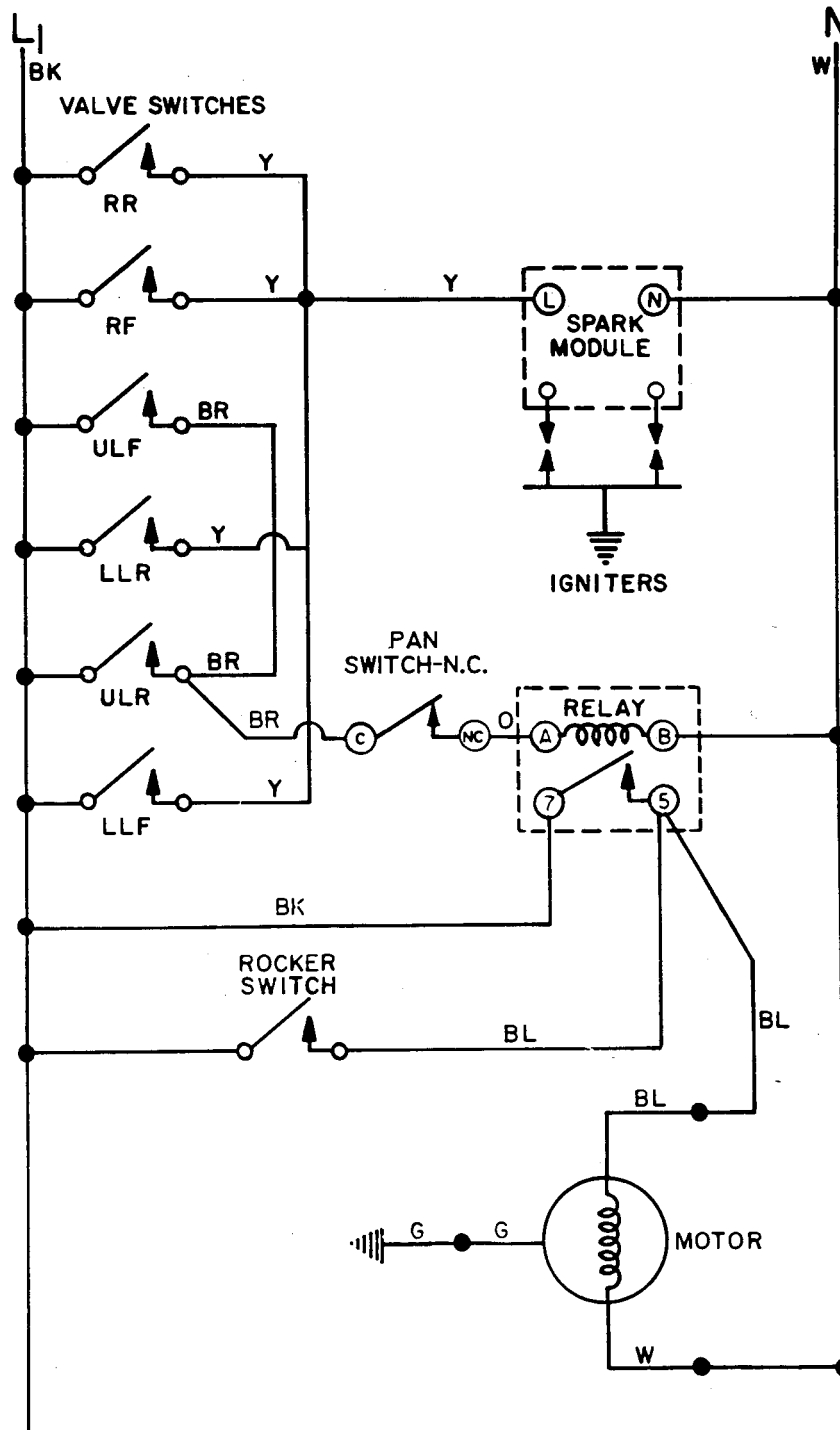 L1
N
BK
W
VALVE SWITCHES
Y
RR
Y
Y
L
N
RF
SPARK
MODULE
BR
ULF
Y
LLR
IGNITERS
PAN
SWITCH-N.C.
BR
ULR
BR
C
NC
O
RELAY
A
B
Y
LLF
7
5
BK
ROCKER
SWITCH
BL
BL
BL
G
G
MOTOR
W